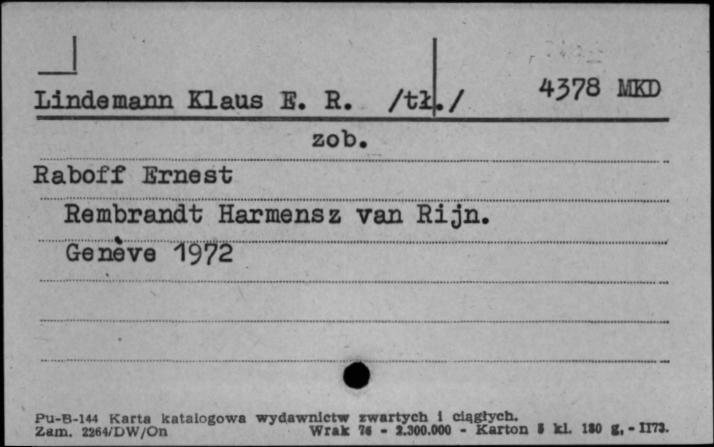 Lindemann Klaus E. R. /tł./ 4378 MKD
zob.
Raboff Ernest
Rembrandt Harmensz van Rijn.
Genève 1972
Pu-B-144 Karta katalogowa wydawnictw zwartych i ciągłych.
Zam. 2264/DW/On Wrak 76 - 2.300.000 - Karton 5 kl. 180 g, - II73.